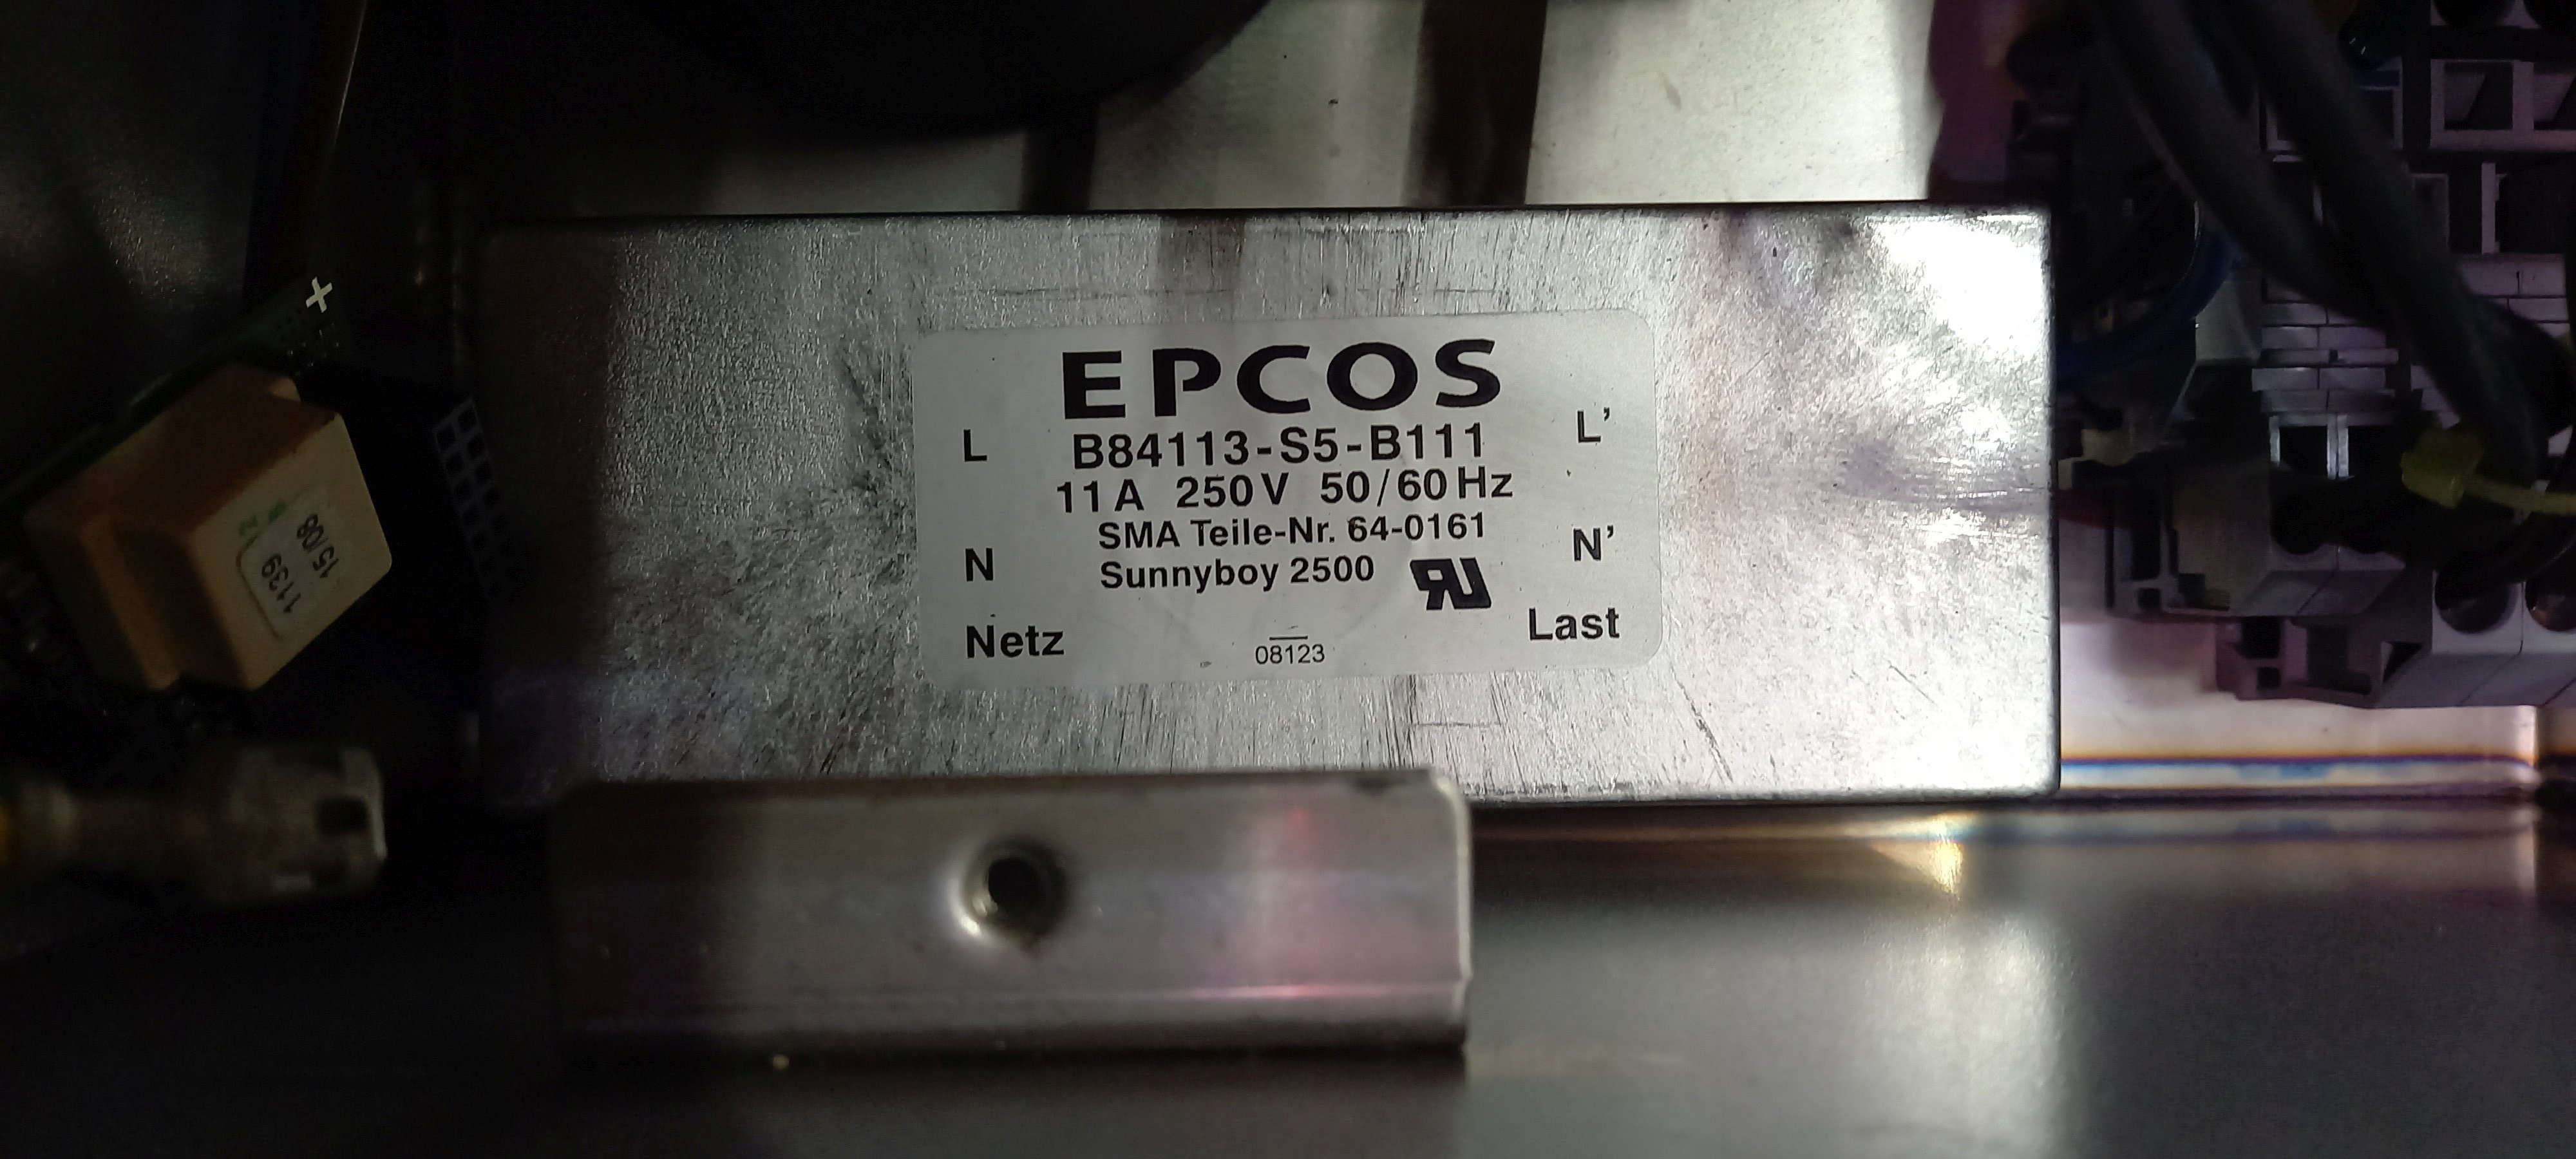 EPCOS
L B84113-S5-B111 L'
11 A 250 V 50/60 Hz
SMA Teile-Nr. 64-0161
N Sunnyboy 2500 N'
Netz Last
08123
1139
15/08